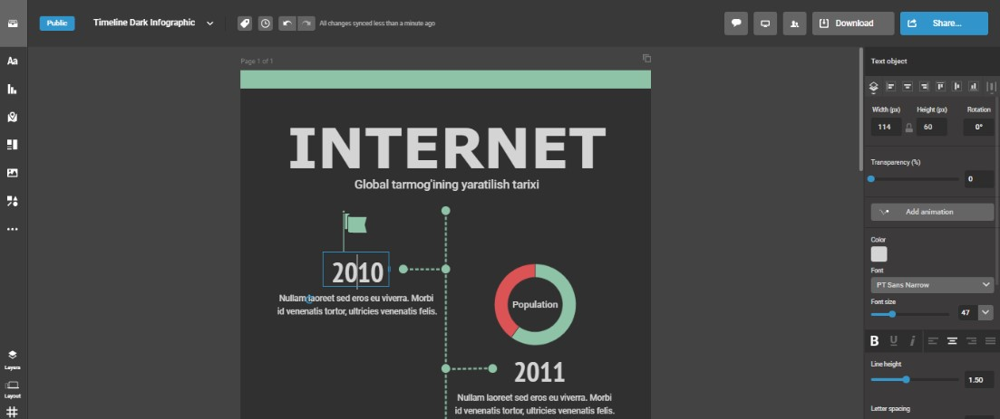 Public
Timeline Dark Infographic
All changes synced less than a minute ago
Download
Share...
Aa
Page 1 of 1
INTERNET
Global tarmog'ining yaratilish tarixi
2010
Nullam laoreet sed eros eu viverra. Morbi
id venenatis tortor, ultricies venenatis felis.
Population
2011
Nullam laoreet sed eros eu viverra. Morbi
id venenatis tortor, ultricies venenatis felis.
Layers
Layout
Text object
Width (px) Height (px) Rotation
114 60 0°
Transparency (%)
0
Add animation
Color
Font
PT Sans Narrow
Font size
47
B U i
Line height
1.50
Letter spacing